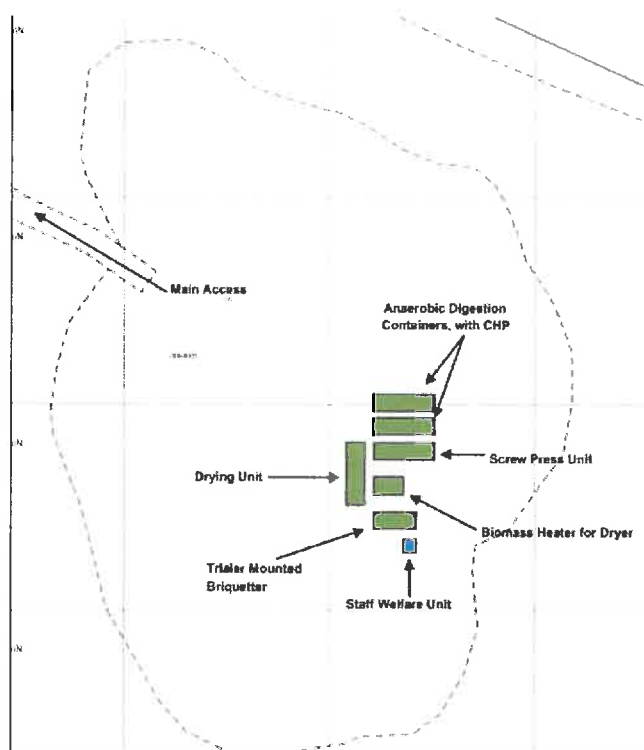 Main Access
Anaerobic Digestion
Containers, with CHP
Screw Press Unit
Drying Unit
Biomass Heater for Dryer
Trialer Mounted
Briquetter
Staff Welfare Unit